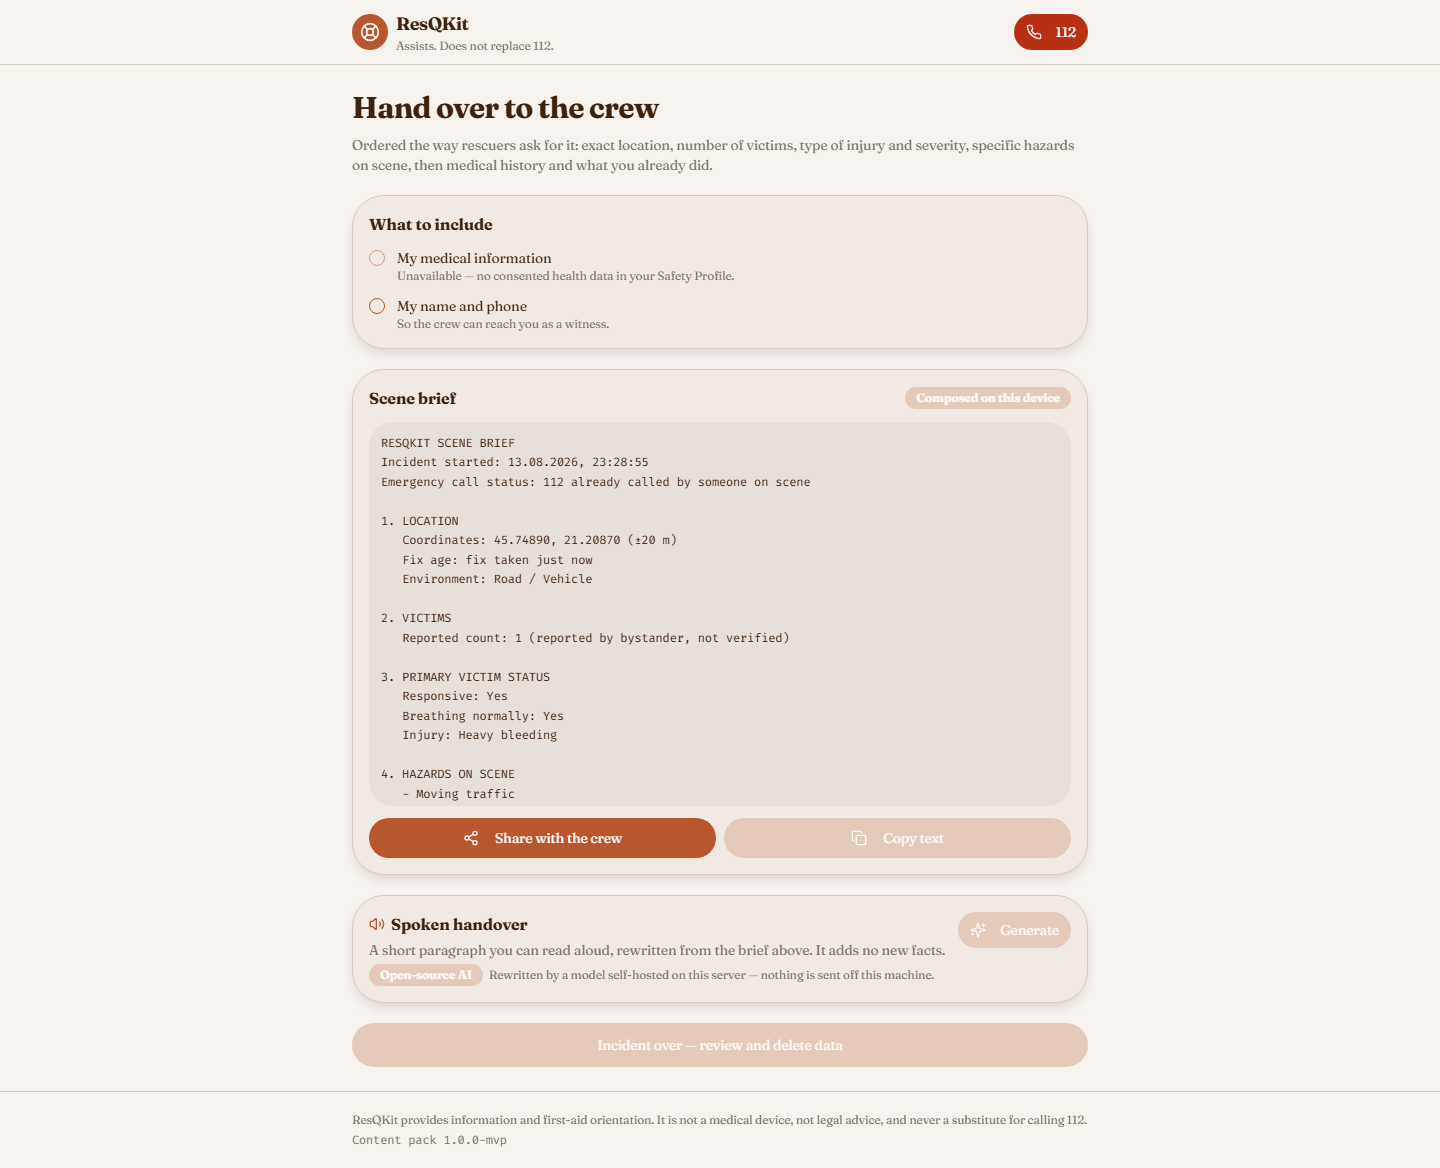 ResQKit
Assists. Does not replace 112.
112
Hand over to the crew
Ordered the way rescuers ask for it: exact location, number of victims, type of injury and severity, specific hazards
on scene, then medical history and what you already did.
What to include
My medical information
Unavailable — no consented health data in your Safety Profile.
My name and phone
So the crew can reach you as a witness.
Scene brief
Composed on this device
RESQKIT SCENE BRIEF
Incident started: 13.08.2026, 23:28:55
Emergency call status: 112 already called by someone on scene
1. LOCATION
Coordinates: 45.74890, 21.20870 (±20 m)
Fix age: fix taken just now
Environment: Road / Vehicle
2. VICTIMS
Reported count: 1 (reported by bystander, not verified)
3. PRIMARY VICTIM STATUS
Responsive: Yes
Breathing normally: Yes
Injury: Heavy bleeding
4. HAZARDS ON SCENE
- Moving traffic
Share with the crew
Copy text
Spoken handover
Generate
A short paragraph you can read aloud, rewritten from the brief above. It adds no new facts.
Open-source AI
Rewritten by a model self-hosted on this server — nothing is sent off this machine.
Incident over — review and delete data
ResQKit provides information and first-aid orientation. It is not a medical device, not legal advice, and never a substitute for calling 112.
Content pack 1.0.0-mvp